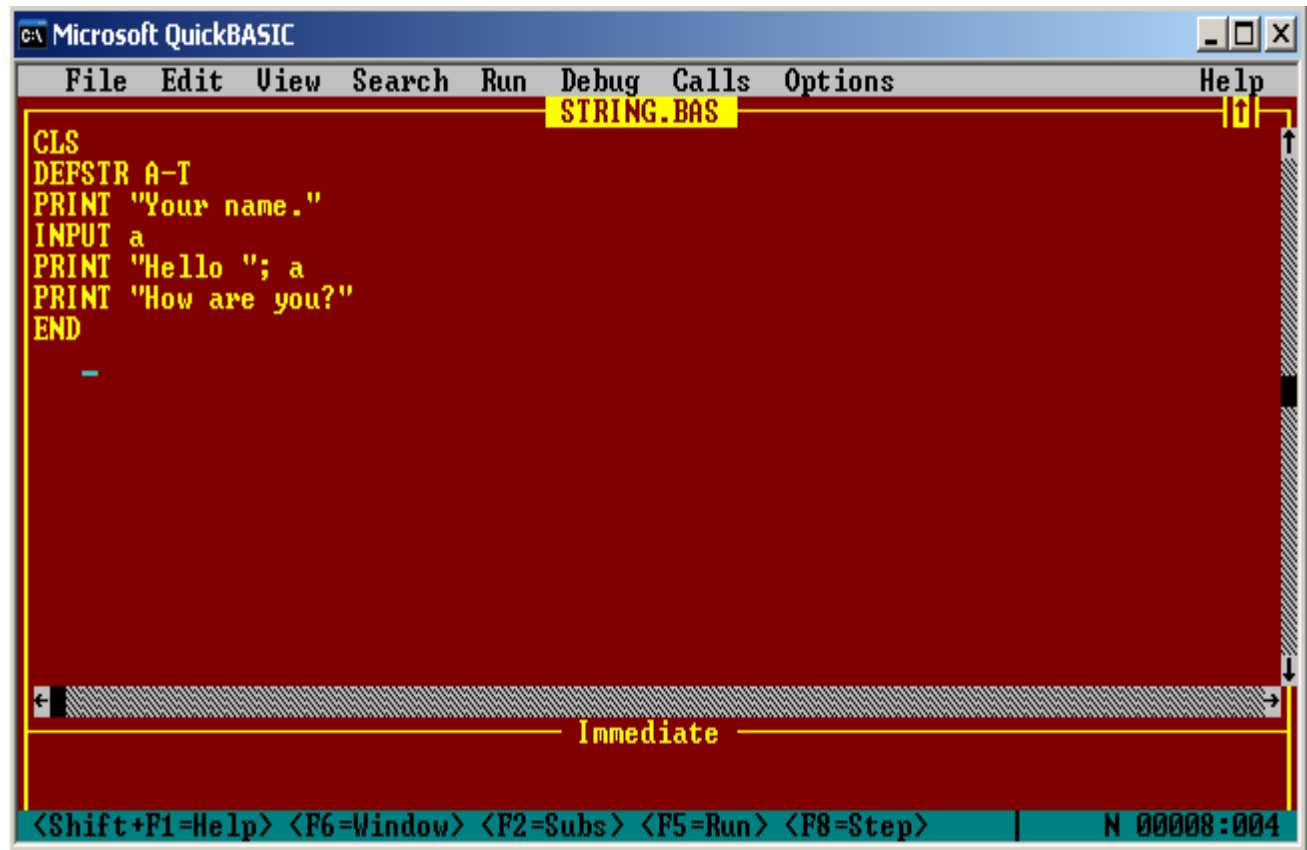 Microsoft QuickBASIC
File Edit View Search Run Debug Calls Options Help
STRING.BAS
CLS
DEFSTR A-T
PRINT "Your name."
INPUT a
PRINT "Hello "; a
PRINT "How are you?"
END
Immediate
<Shift+F1=Help> <F6=Window> <F2=Subs> <F5=Run> <F8=Step> N 00008:004